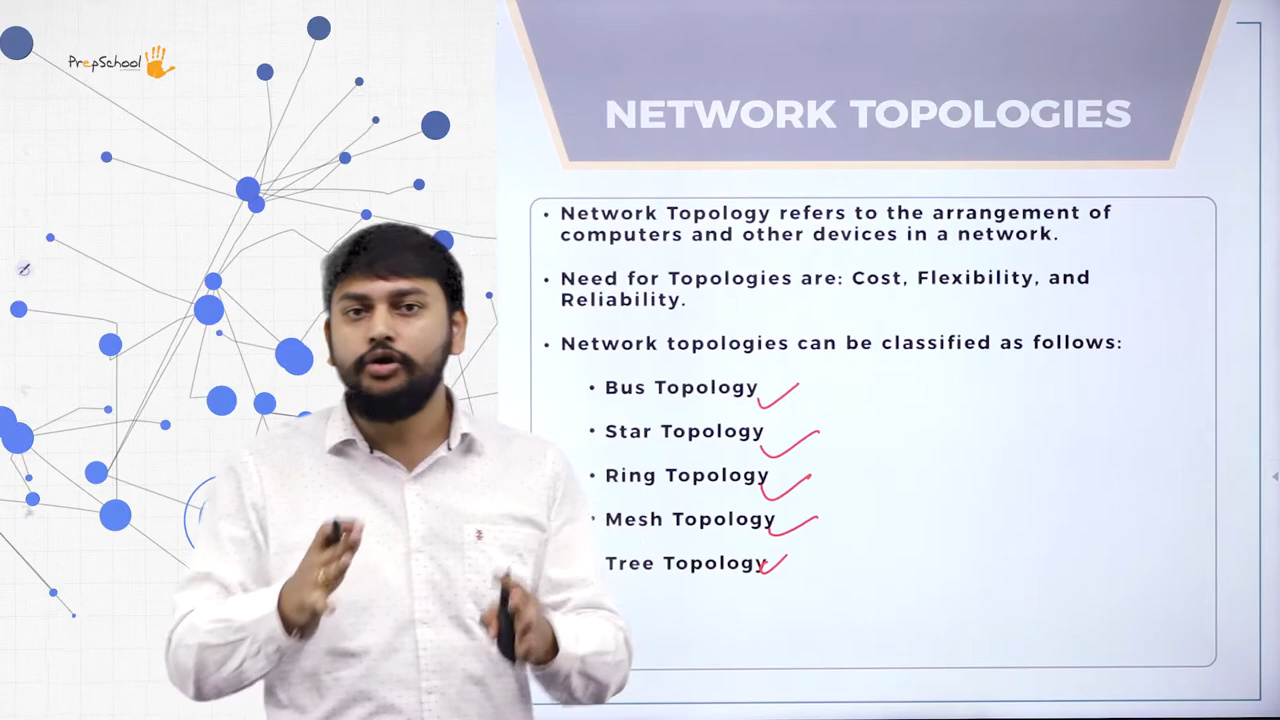 PrepSchool
NETWORK TOPOLOGIES
• Network Topology refers to the arrangement of
computers and other devices in a network.
• Need for Topologies are: Cost, Flexibility, and
Reliability.
• Network topologies can be classified as follows:
• Bus Topology
• Star Topology
• Ring Topology
• Mesh Topology
Tree Topology